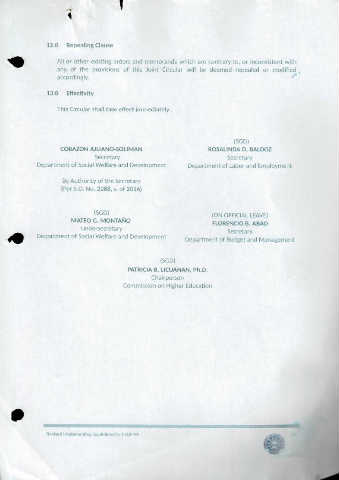 12.0 Repealing Clause
All or other existing orders and memoranda which are contrary to, or inconsistent with
any of the provisions of this Joint Circular will be deemed repealed or modified
accordingly.
13.0 Effectivity
This Circular shall take effect immediately.
CORAZON JULIANO-SOLIMAN
Secretary
Department of Social Welfare and Development
By Authority of the Secretary
(Per S.O. No. 2088, s. of 2016)
(SGD)
ROSALINDA D. BALDOZ
Secretary
Department of Labor and Employment
(SGD)
MATEO G. MONTAÑO
Undersecretary
Department of Social Welfare and Development
(ON OFFICIAL LEAVE)
FLORENCIO B. ABAD
Secretary
Department of Budget and Management
(SGD)
PATRICIA B. LICUANAN, PH.D.
Chairperson
Commission on Higher Education
Revised Implementing Guidelines